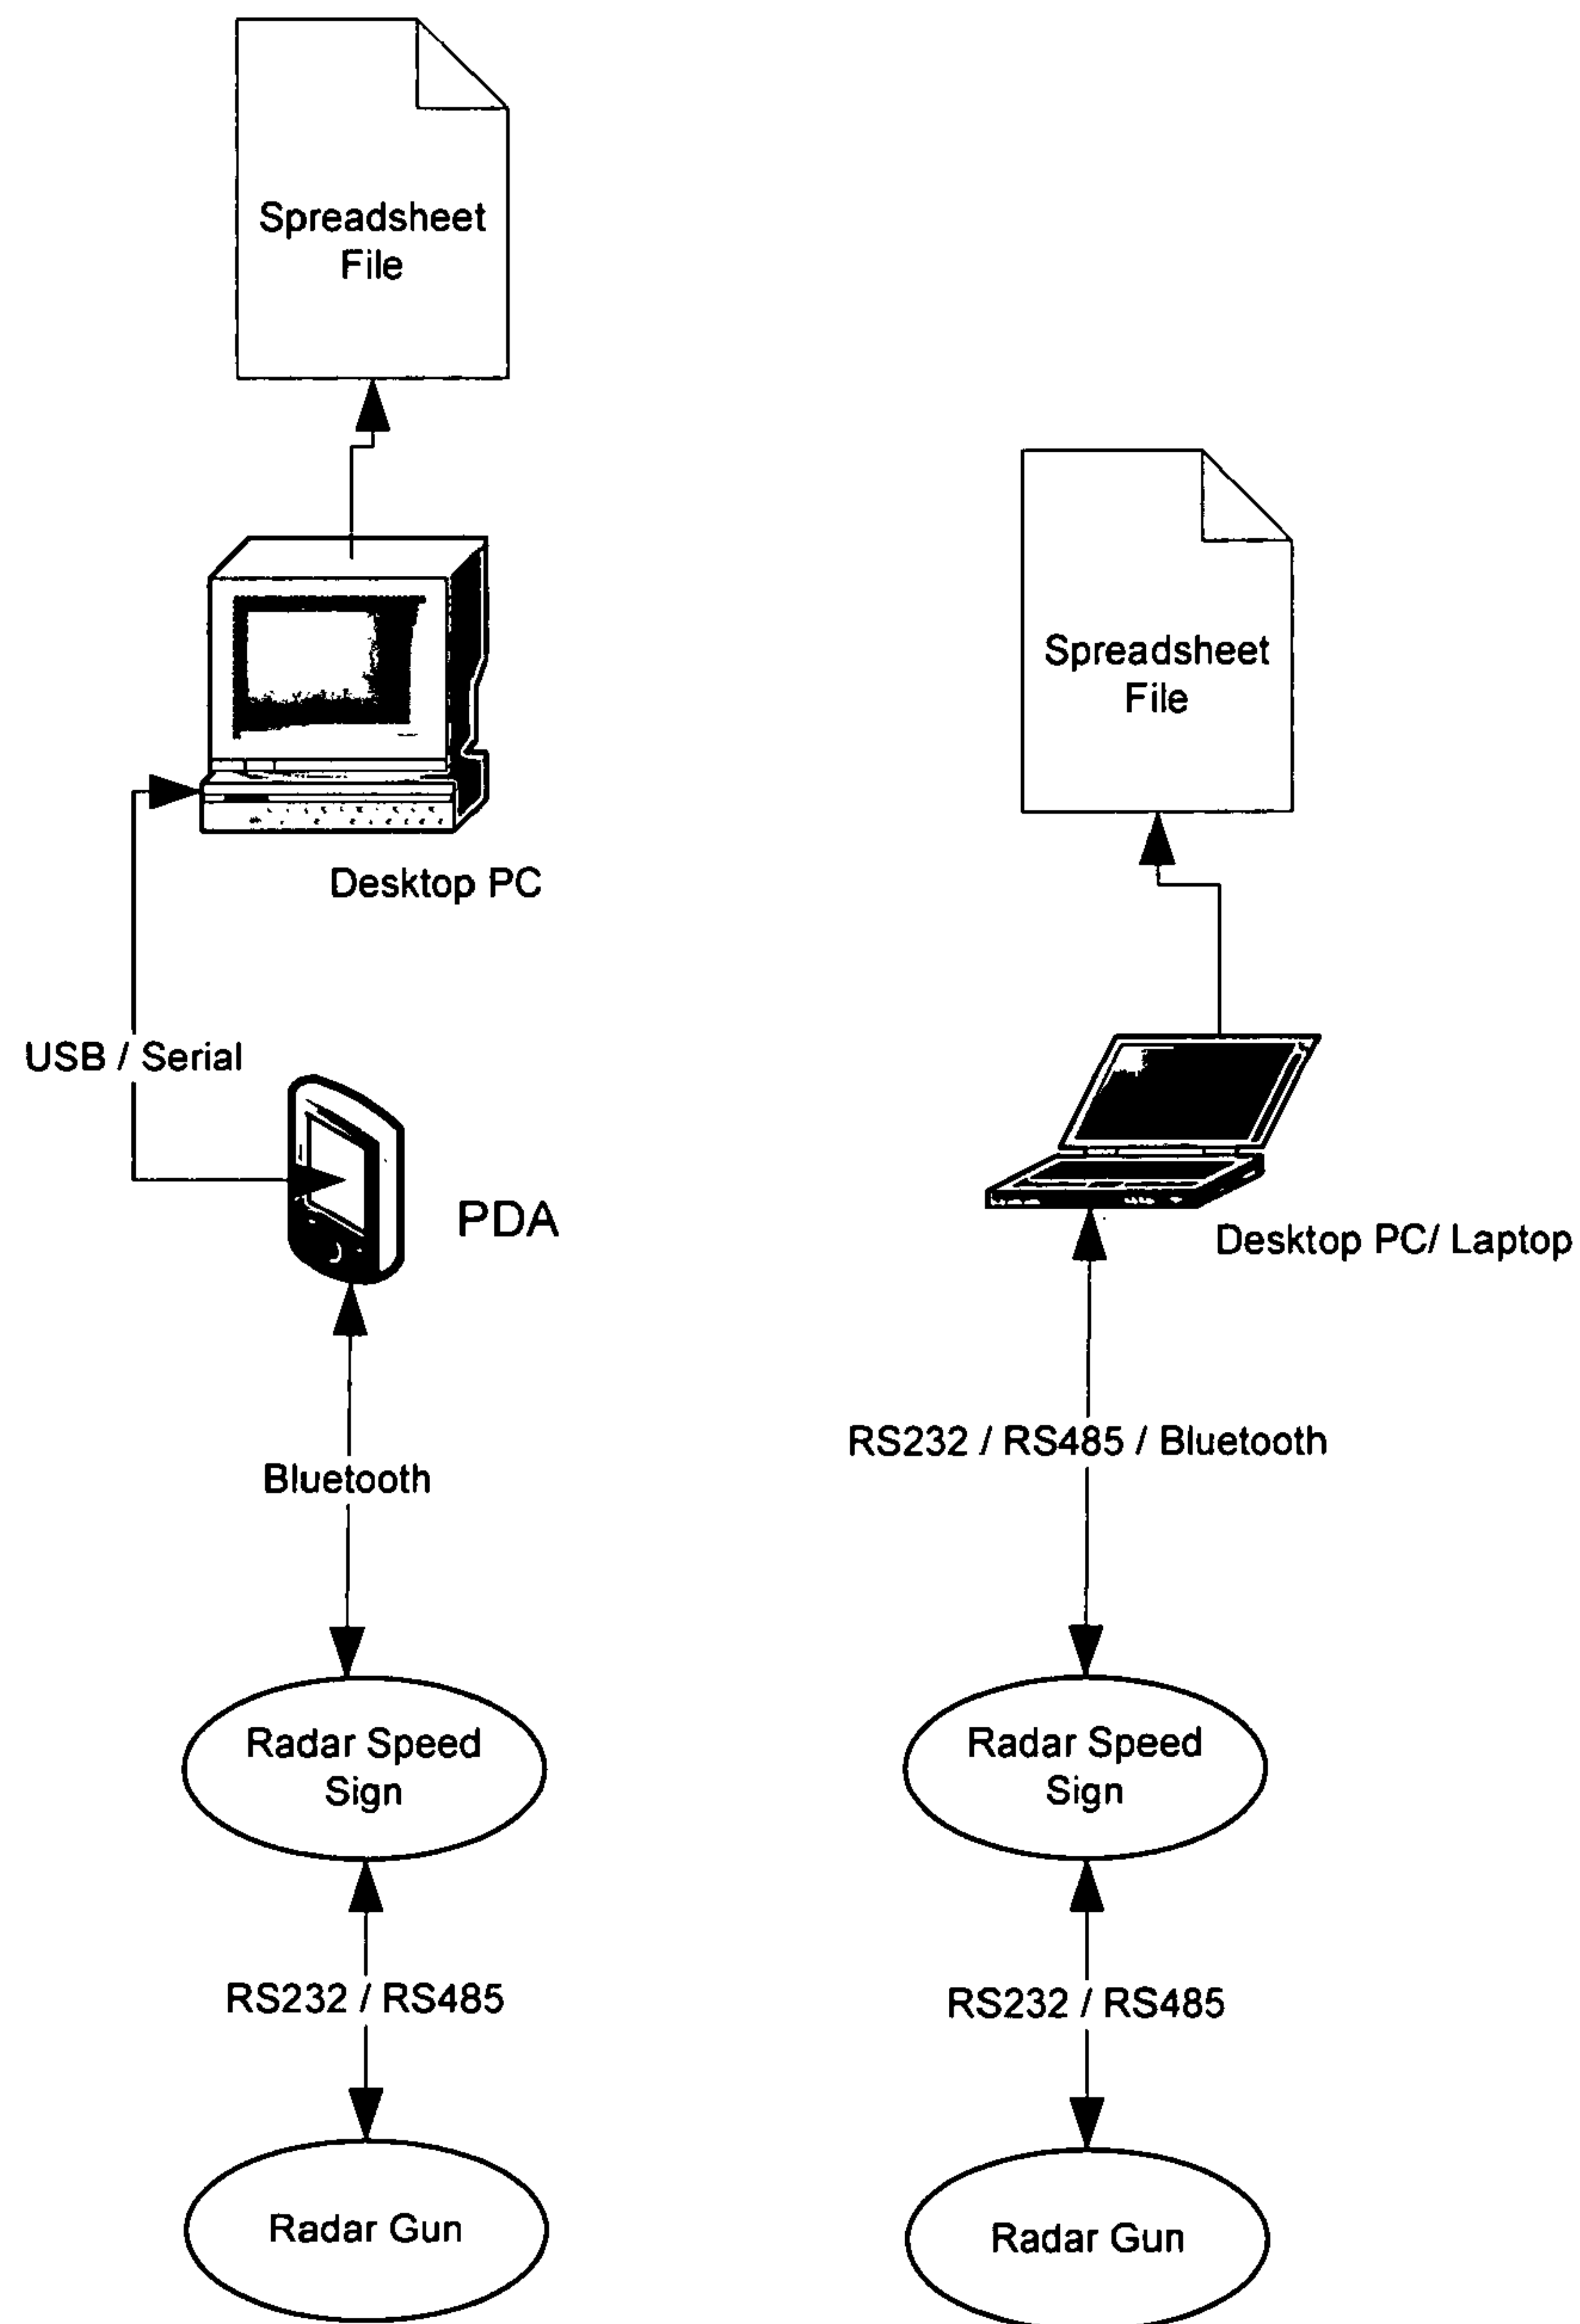 Spreadsheet
File
Desktop PC
USB / Serial
PDA
Bluetooth
Radar Speed
Sign
RS232 / RS485
Radar Gun
Spreadsheet
File
Desktop PC/ Laptop
RS232 / RS485 / Bluetooth
Radar Speed
Sign
RS232 / RS485
Radar Gun